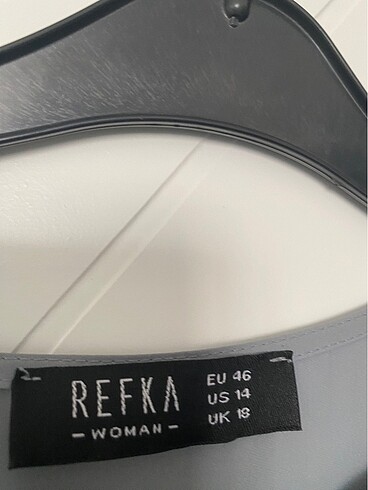 REFKA
– WOMAN –
EU 46
US 14
UK 18